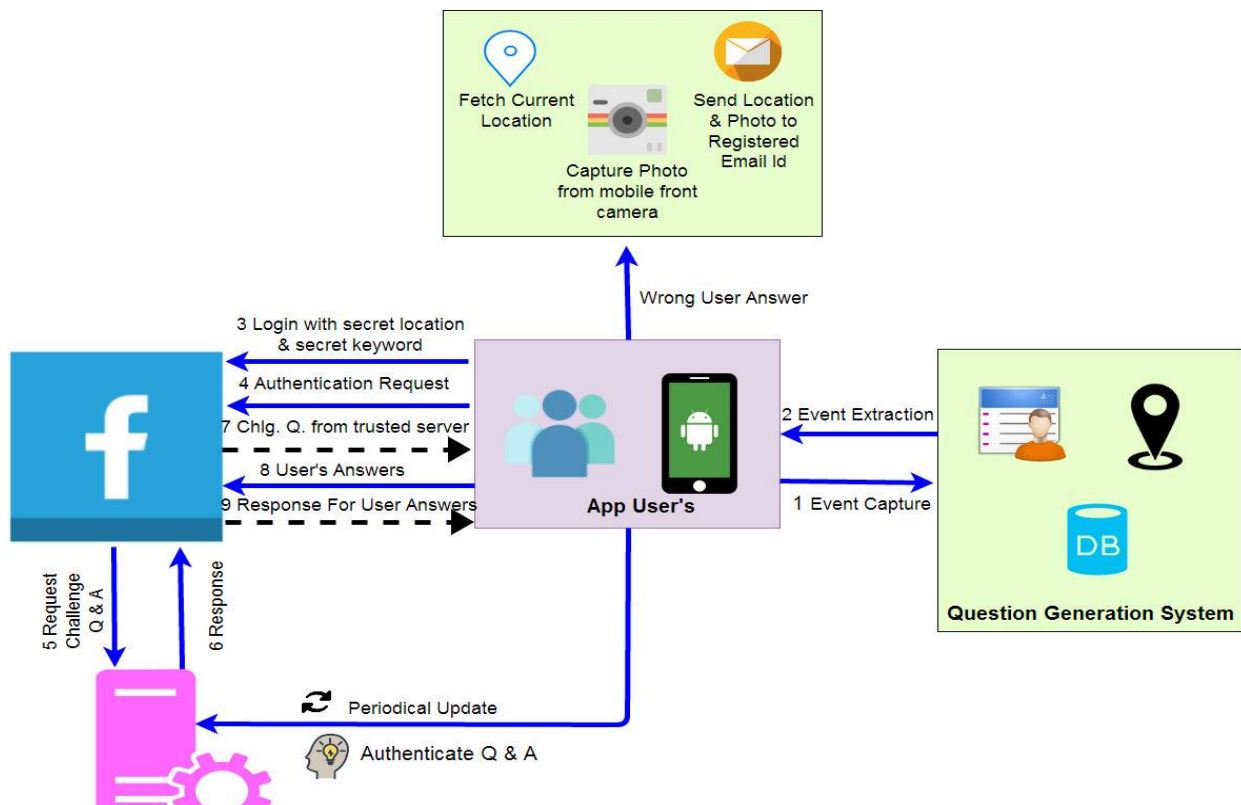 Fetch Current
Location
Send Location
& Photo to
Registered
Email Id
Capture Photo
from mobile front
camera
Wrong User Answer
3 Login with secret location
& secret keyword
4 Authentication Request
7 Chlg. Q. from trusted server
8 User's Answers
9 Response For User Answers
App User's
2 Event Extraction
1 Event Capture
DB
Question Generation System
5 Request
Challenge
Q & A
6 Response
Periodical Update
Authenticate Q & A